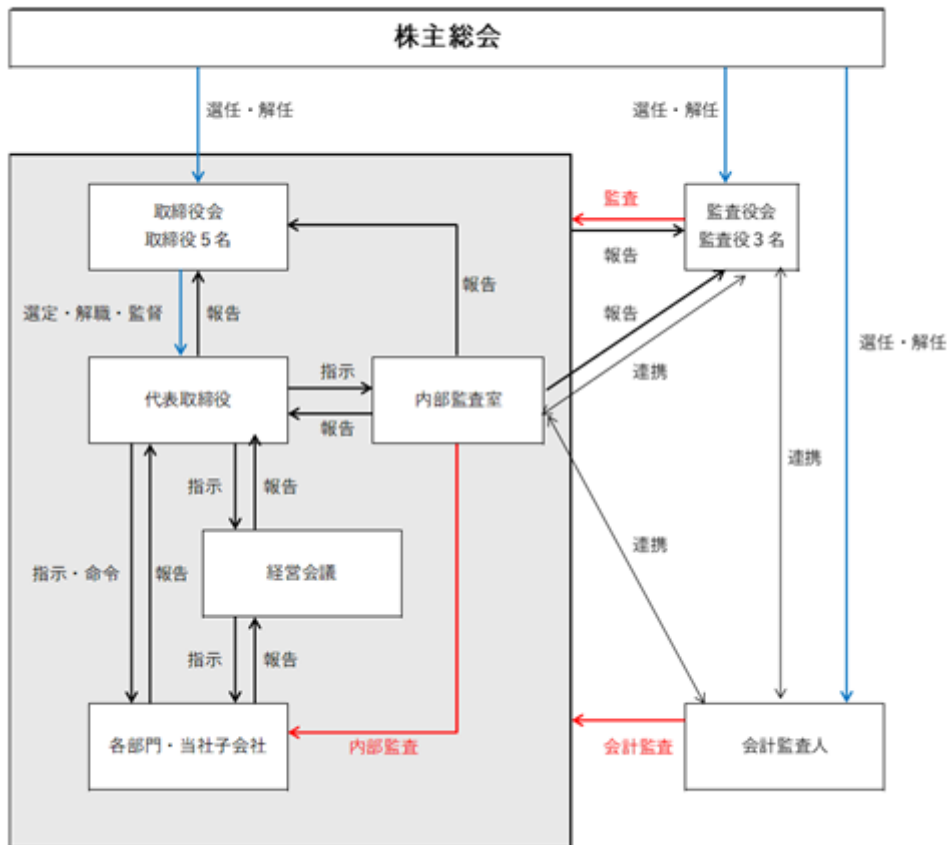 株主総会
選任・解任
選任・解任
取締役会
取締役5名
監査
監査役会
監査役3名
報告
報告
選定・解職・監督
報告
報告
選任・解任
代表取締役
指示
内部監査室
連携
報告
連携
指示
報告
連携
経営会議
指示・命令
報告
指示
報告
各部門・当社子会社
内部監査
会計監査
会計監査人